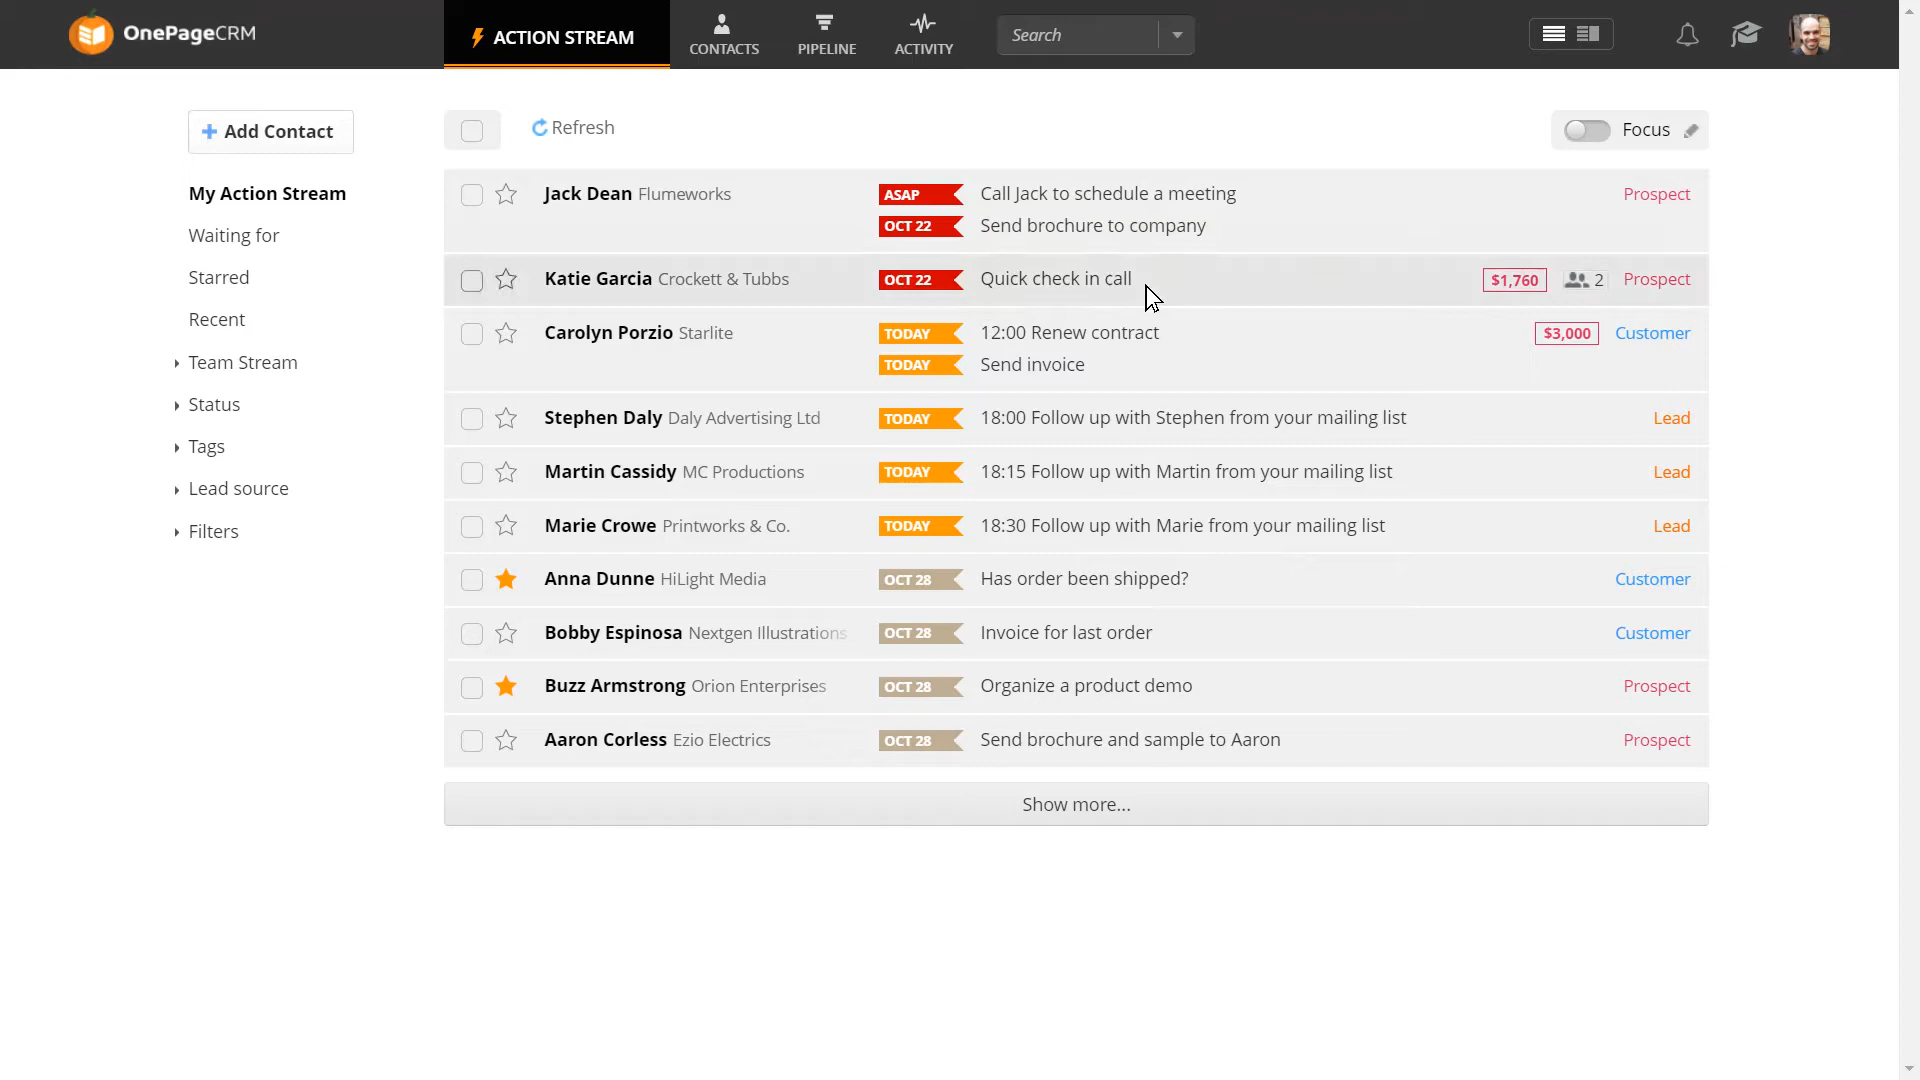 OnePageCRM
ACTION STREAM
CONTACTS
PIPELINE
ACTIVITY
Search
Add Contact
Refresh
Focus
My Action Stream
Waiting for
Starred
Recent
Team Stream
Status
Tags
Lead source
Filters
Jack Dean Flumeworks ASAP Call Jack to schedule a meeting Prospect
OCT 22 Send brochure to company
Katie Garcia Crockett & Tubbs OCT 22 Quick check in call $1,760 2 Prospect
Carolyn Porzio Starlite TODAY 12:00 Renew contract $3,000 Customer
TODAY Send invoice
Stephen Daly Daly Advertising Ltd TODAY 18:00 Follow up with Stephen from your mailing list Lead
Martin Cassidy MC Productions TODAY 18:15 Follow up with Martin from your mailing list Lead
Marie Crowe Printworks & Co. TODAY 18:30 Follow up with Marie from your mailing list Lead
Anna Dunne HiLight Media OCT 28 Has order been shipped? Customer
Bobby Espinosa Nextgen Illustrations OCT 28 Invoice for last order Customer
Buzz Armstrong Orion Enterprises OCT 28 Organize a product demo Prospect
Aaron Corless Ezio Electrics OCT 28 Send brochure and sample to Aaron Prospect
Show more...